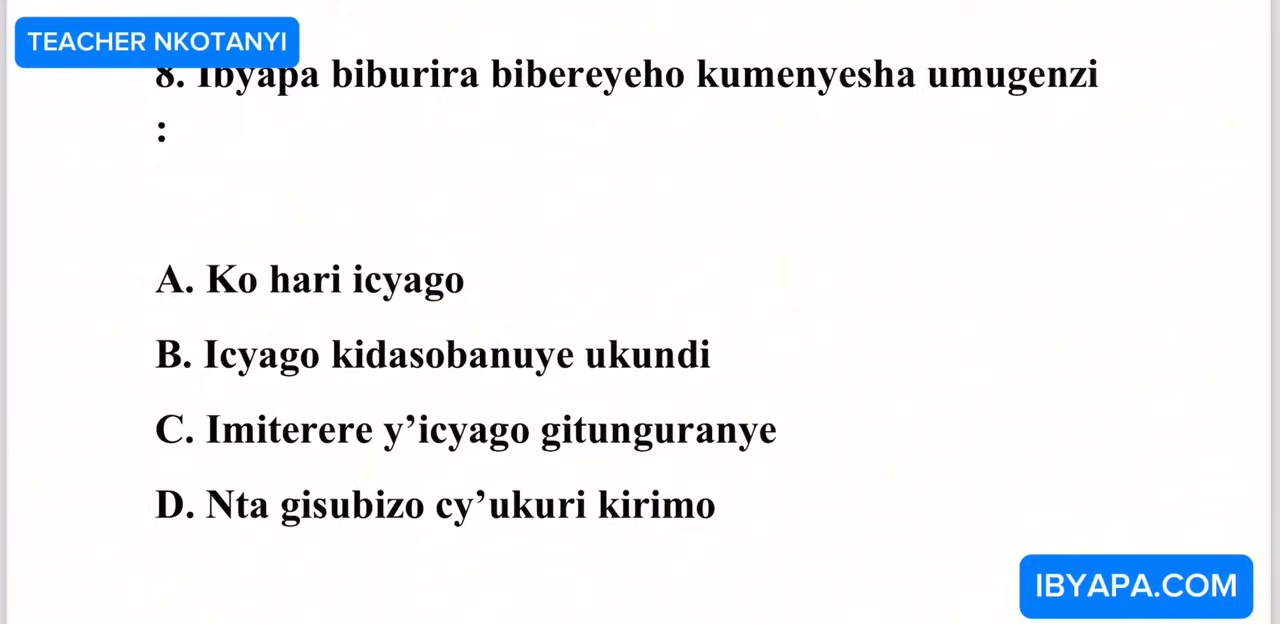 TEACHER NKOTANYI
8. Ibyapa biburira bibereyeho kumenyesha umugenzi
:
A. Ko hari icyago
B. Icyago kidasobanuye ukundi
C. Imiterere y’icyago gitunguranye
D. Nta gisubizo cy’ukuri kirimo
IBYAPA.COM